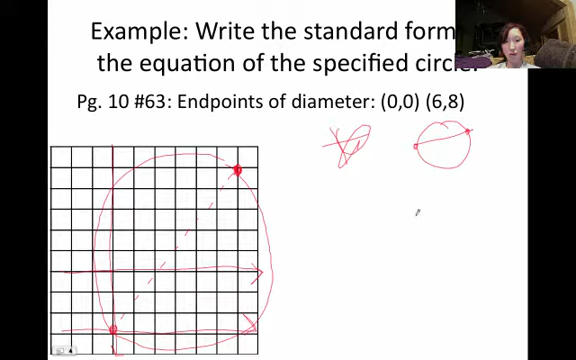 Example: Write the standard form
the equation of the specified circle.
Pg. 10 #63: Endpoints of diameter: (0,0) (6,8)